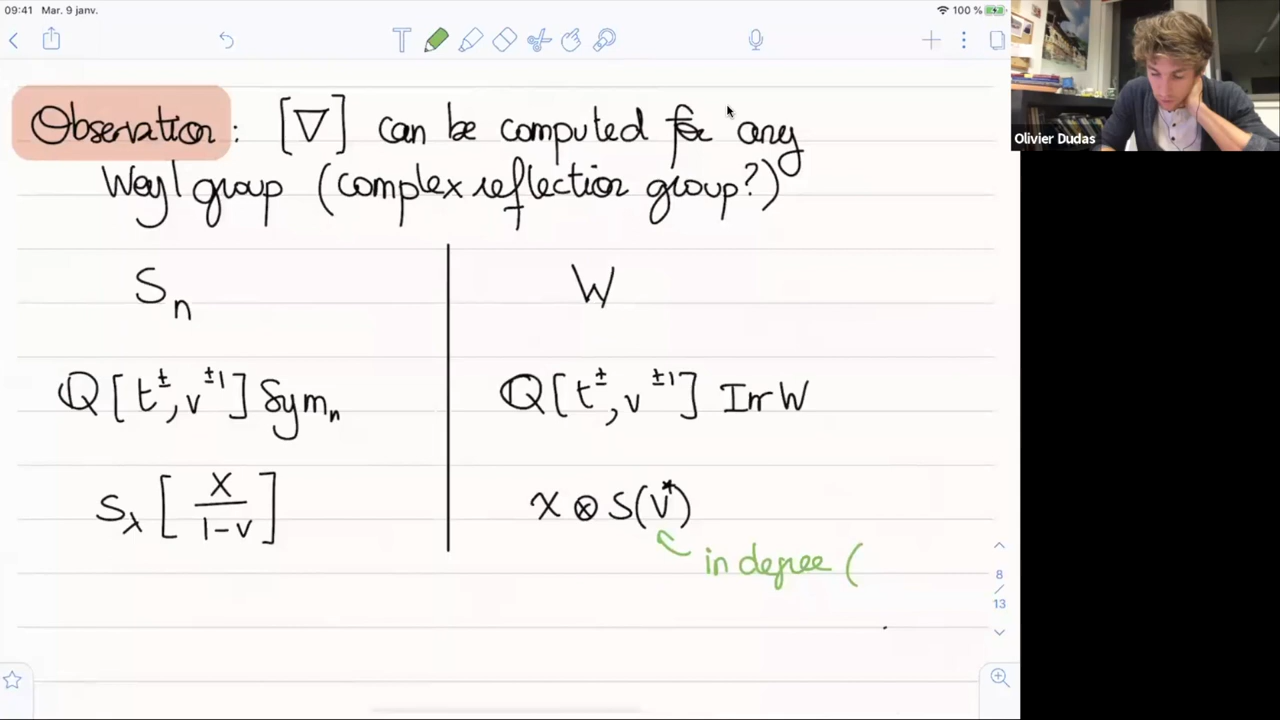 09:41 Mar. 9 janv.
100 %
Olivier Dudas
Observation : [∇] can be computed for any
Weyl group (complex reflection group?)
S_n
W
ℚ[t^±, v^{±1}] Sym_n
ℚ[t^±, v^{±1}] Irr W
S_λ [X/(1-v)]
χ ⊗ S(V*)
in degree (
8
/
13